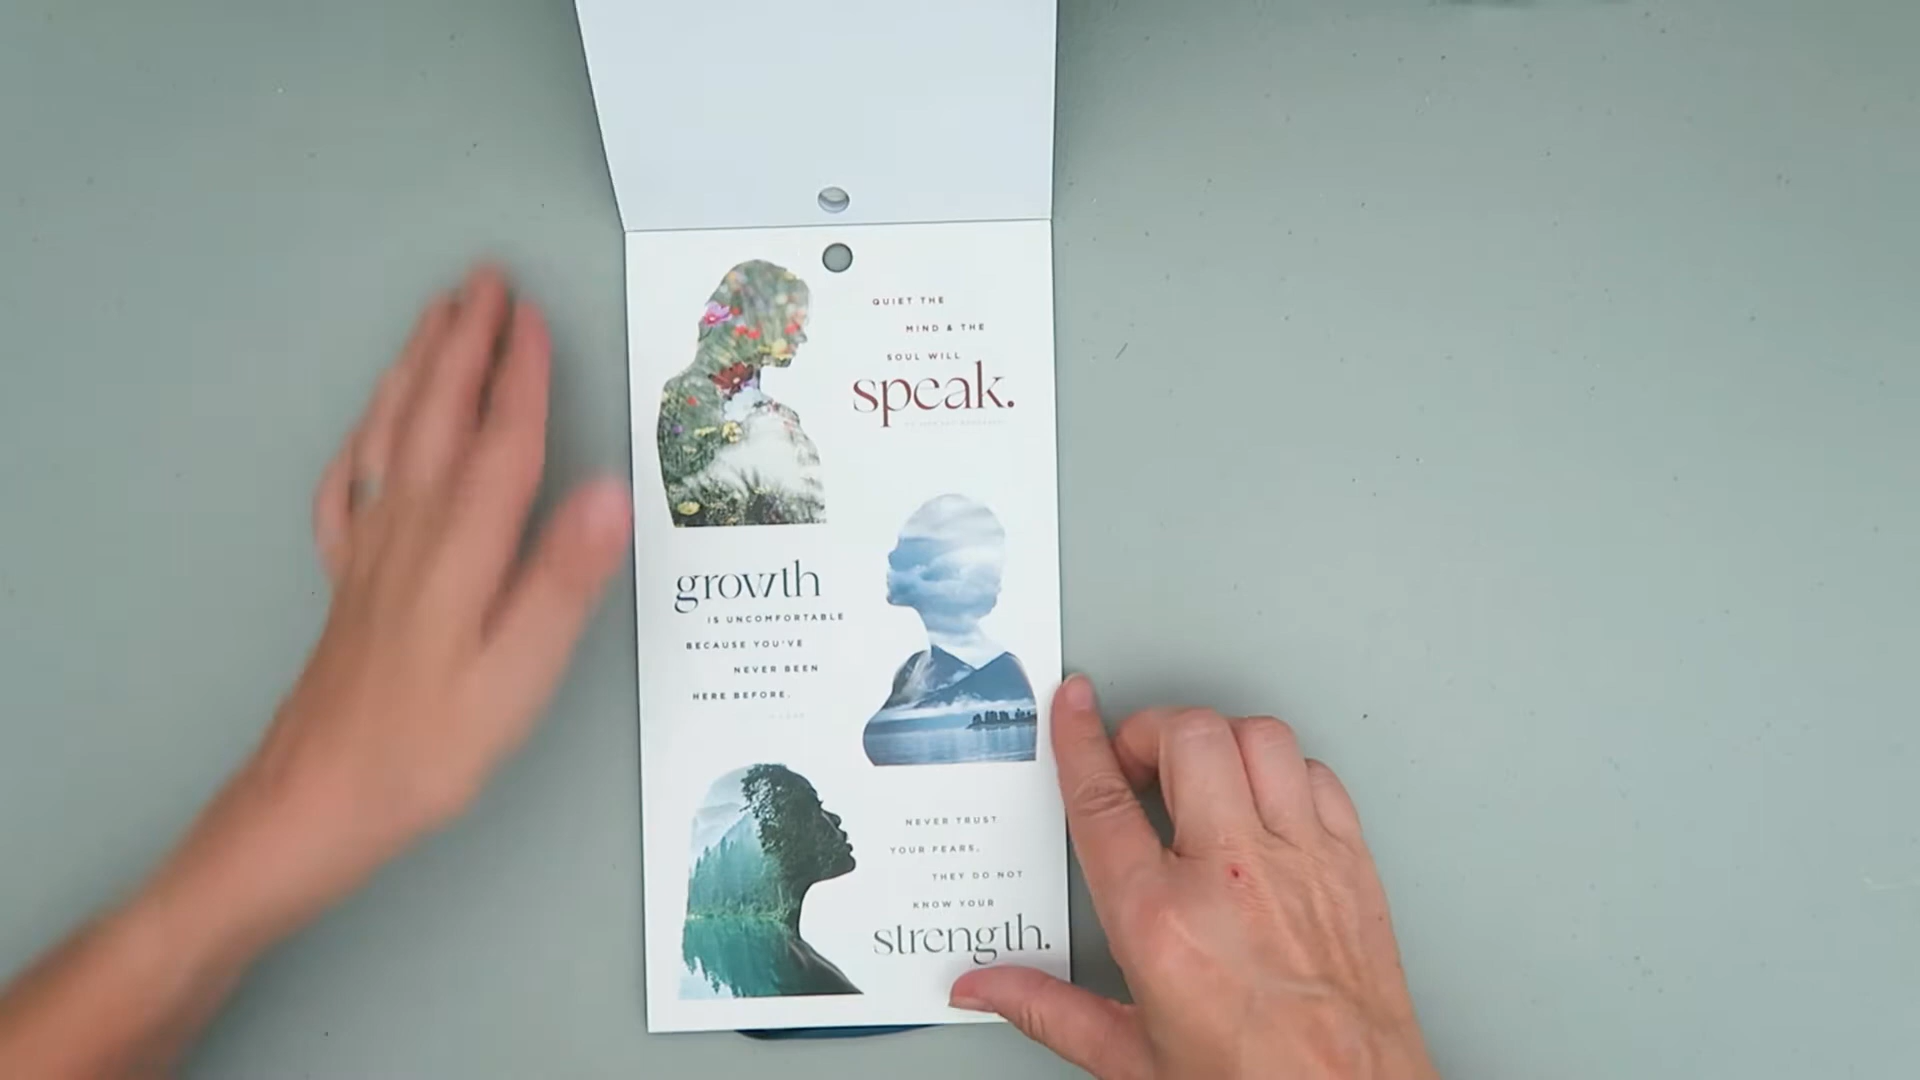 QUIET THE
MIND & THE
SOUL WILL
speak.
growth
IS UNCOMFORTABLE
BECAUSE YOU'VE
NEVER BEEN
HERE BEFORE.
NEVER TRUST
YOUR FEARS,
THEY DO NOT
KNOW YOUR
strength.